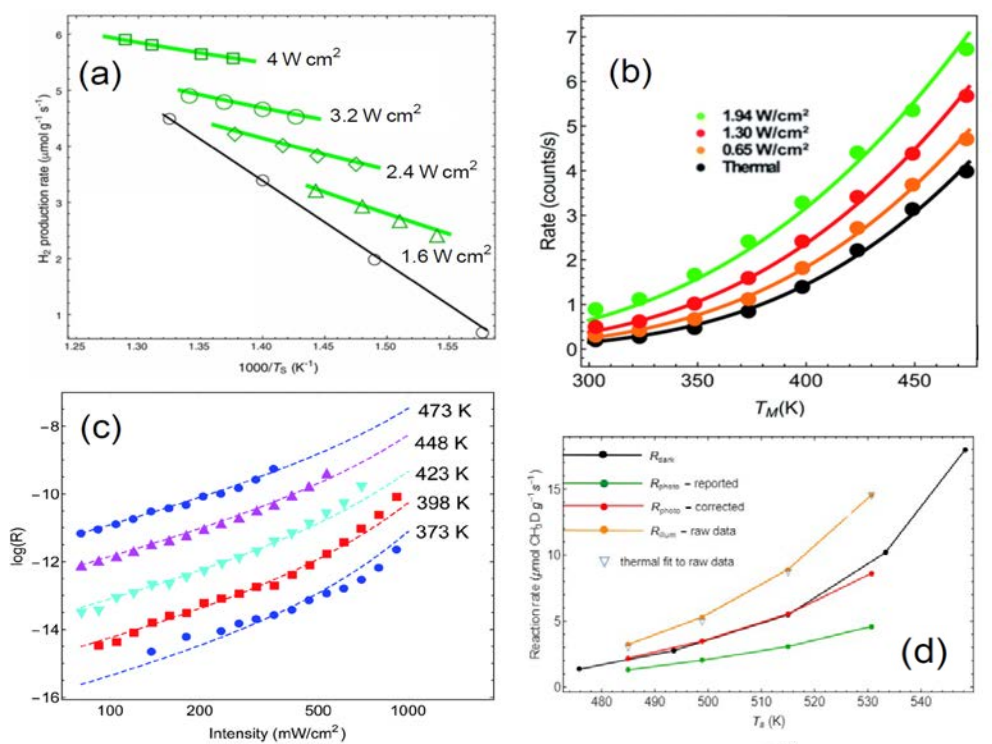 (a)
H₂ production rate (μmol g⁻¹ s⁻¹)
6
5
4
3
2
1
4 W cm²
3.2 W cm²
2.4 W cm²
1.6 W cm²
1.25
1.30
1.35
1.40
1.45
1.50
1.55
1000/Tₛ (K⁻¹)
(b)
Rate (counts/s)
7
6
5
4
3
2
1
0
1.94 W/cm²
1.30 W/cm²
0.65 W/cm²
Thermal
300
350
400
450
T_M(K)
(c)
log(R)
−8
−10
−12
−14
−16
473 K
448 K
423 K
398 K
373 K
100
200
500
1000
Intensity (mW/cm²)
(d)
Reaction rate (μmol CH₃D g⁻¹ s⁻¹)
15
10
5
0
R_dark
R_photo – reported
R_photo – corrected
R_illum – raw data
thermal fit to raw data
480
490
500
510
520
530
540
Tₛ (K)